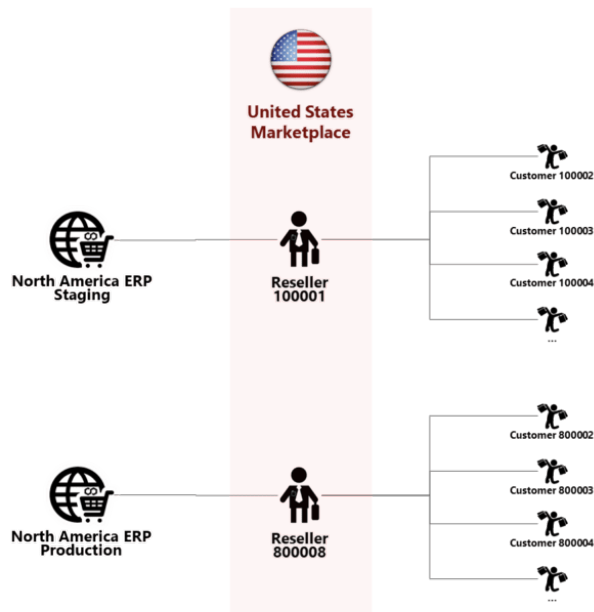 United States
Marketplace
Customer 100002
Customer 100003
North America ERP
Staging
Reseller
100001
Customer 100004
...
Customer 800002
Customer 800003
North America ERP
Production
Reseller
800008
Customer 800004
...